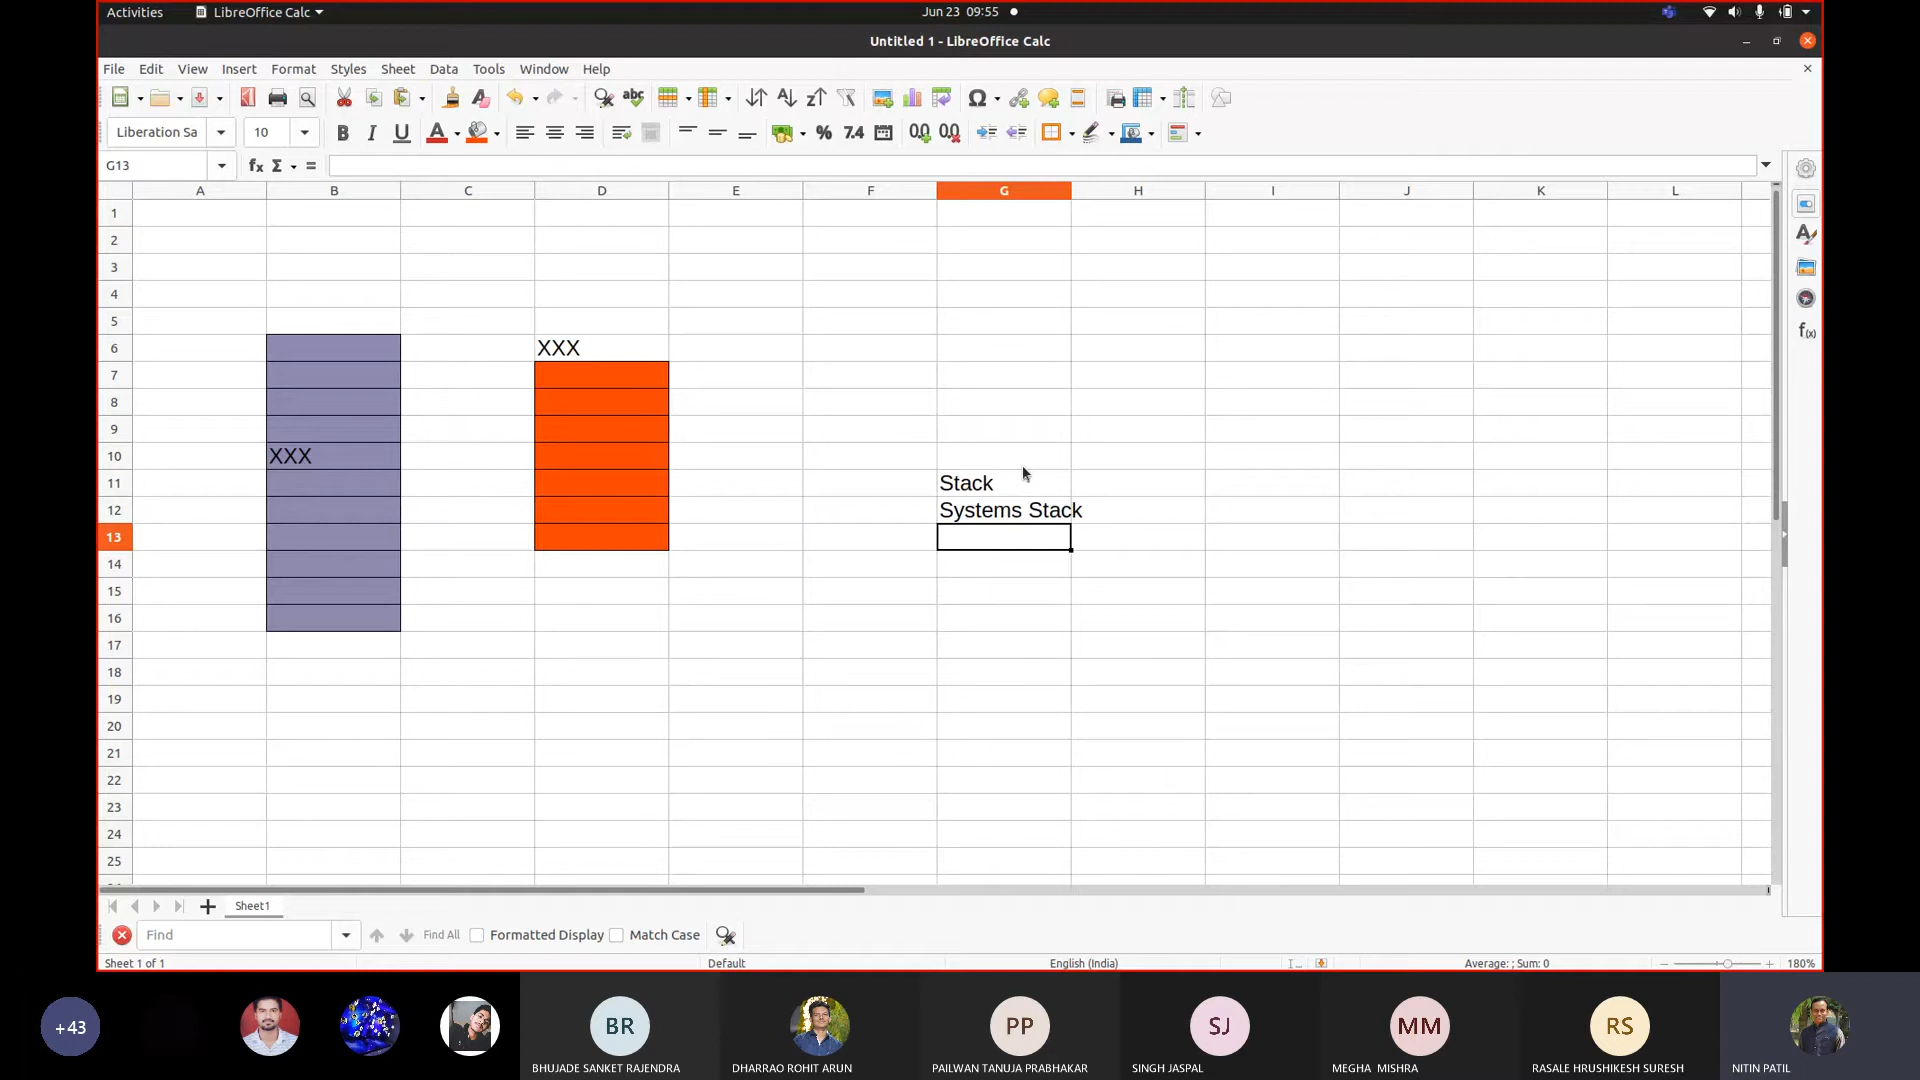 Activities LibreOffice Calc Jun 23 09:55
Untitled 1 - LibreOffice Calc
File Edit View Insert Format Styles Sheet Data Tools Window Help
Liberation Sa 10
G13
A B C D E F G H I J K L
1
2
3
4
5
6 XXX
7
8
9
10 XXX
11 Stack
12 Systems Stack
13
14
15
16
17
18
19
20
21
22
23
24
25
Sheet1
Find Find All Formatted Display Match Case
Sheet 1 of 1 Default English (India) Average: ; Sum: 0 180%
+43 BR PP SJ MM RS
BHUJADE SANKET RAJENDRA DHARRAO ROHIT ARUN PAILWAN TANUJA PRABHAKAR SINGH JASPAL MEGHA MISHRA RASALE HRUSHIKESH SURESH NITIN PATIL